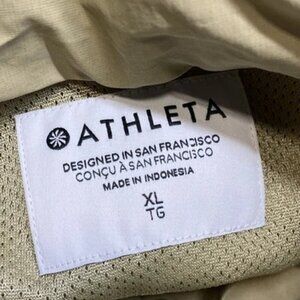 ATHLETA
DESIGNED IN SAN FRANCISCO
CONÇU À SAN FRANCISCO
MADE IN INDONESIA
XL
TG